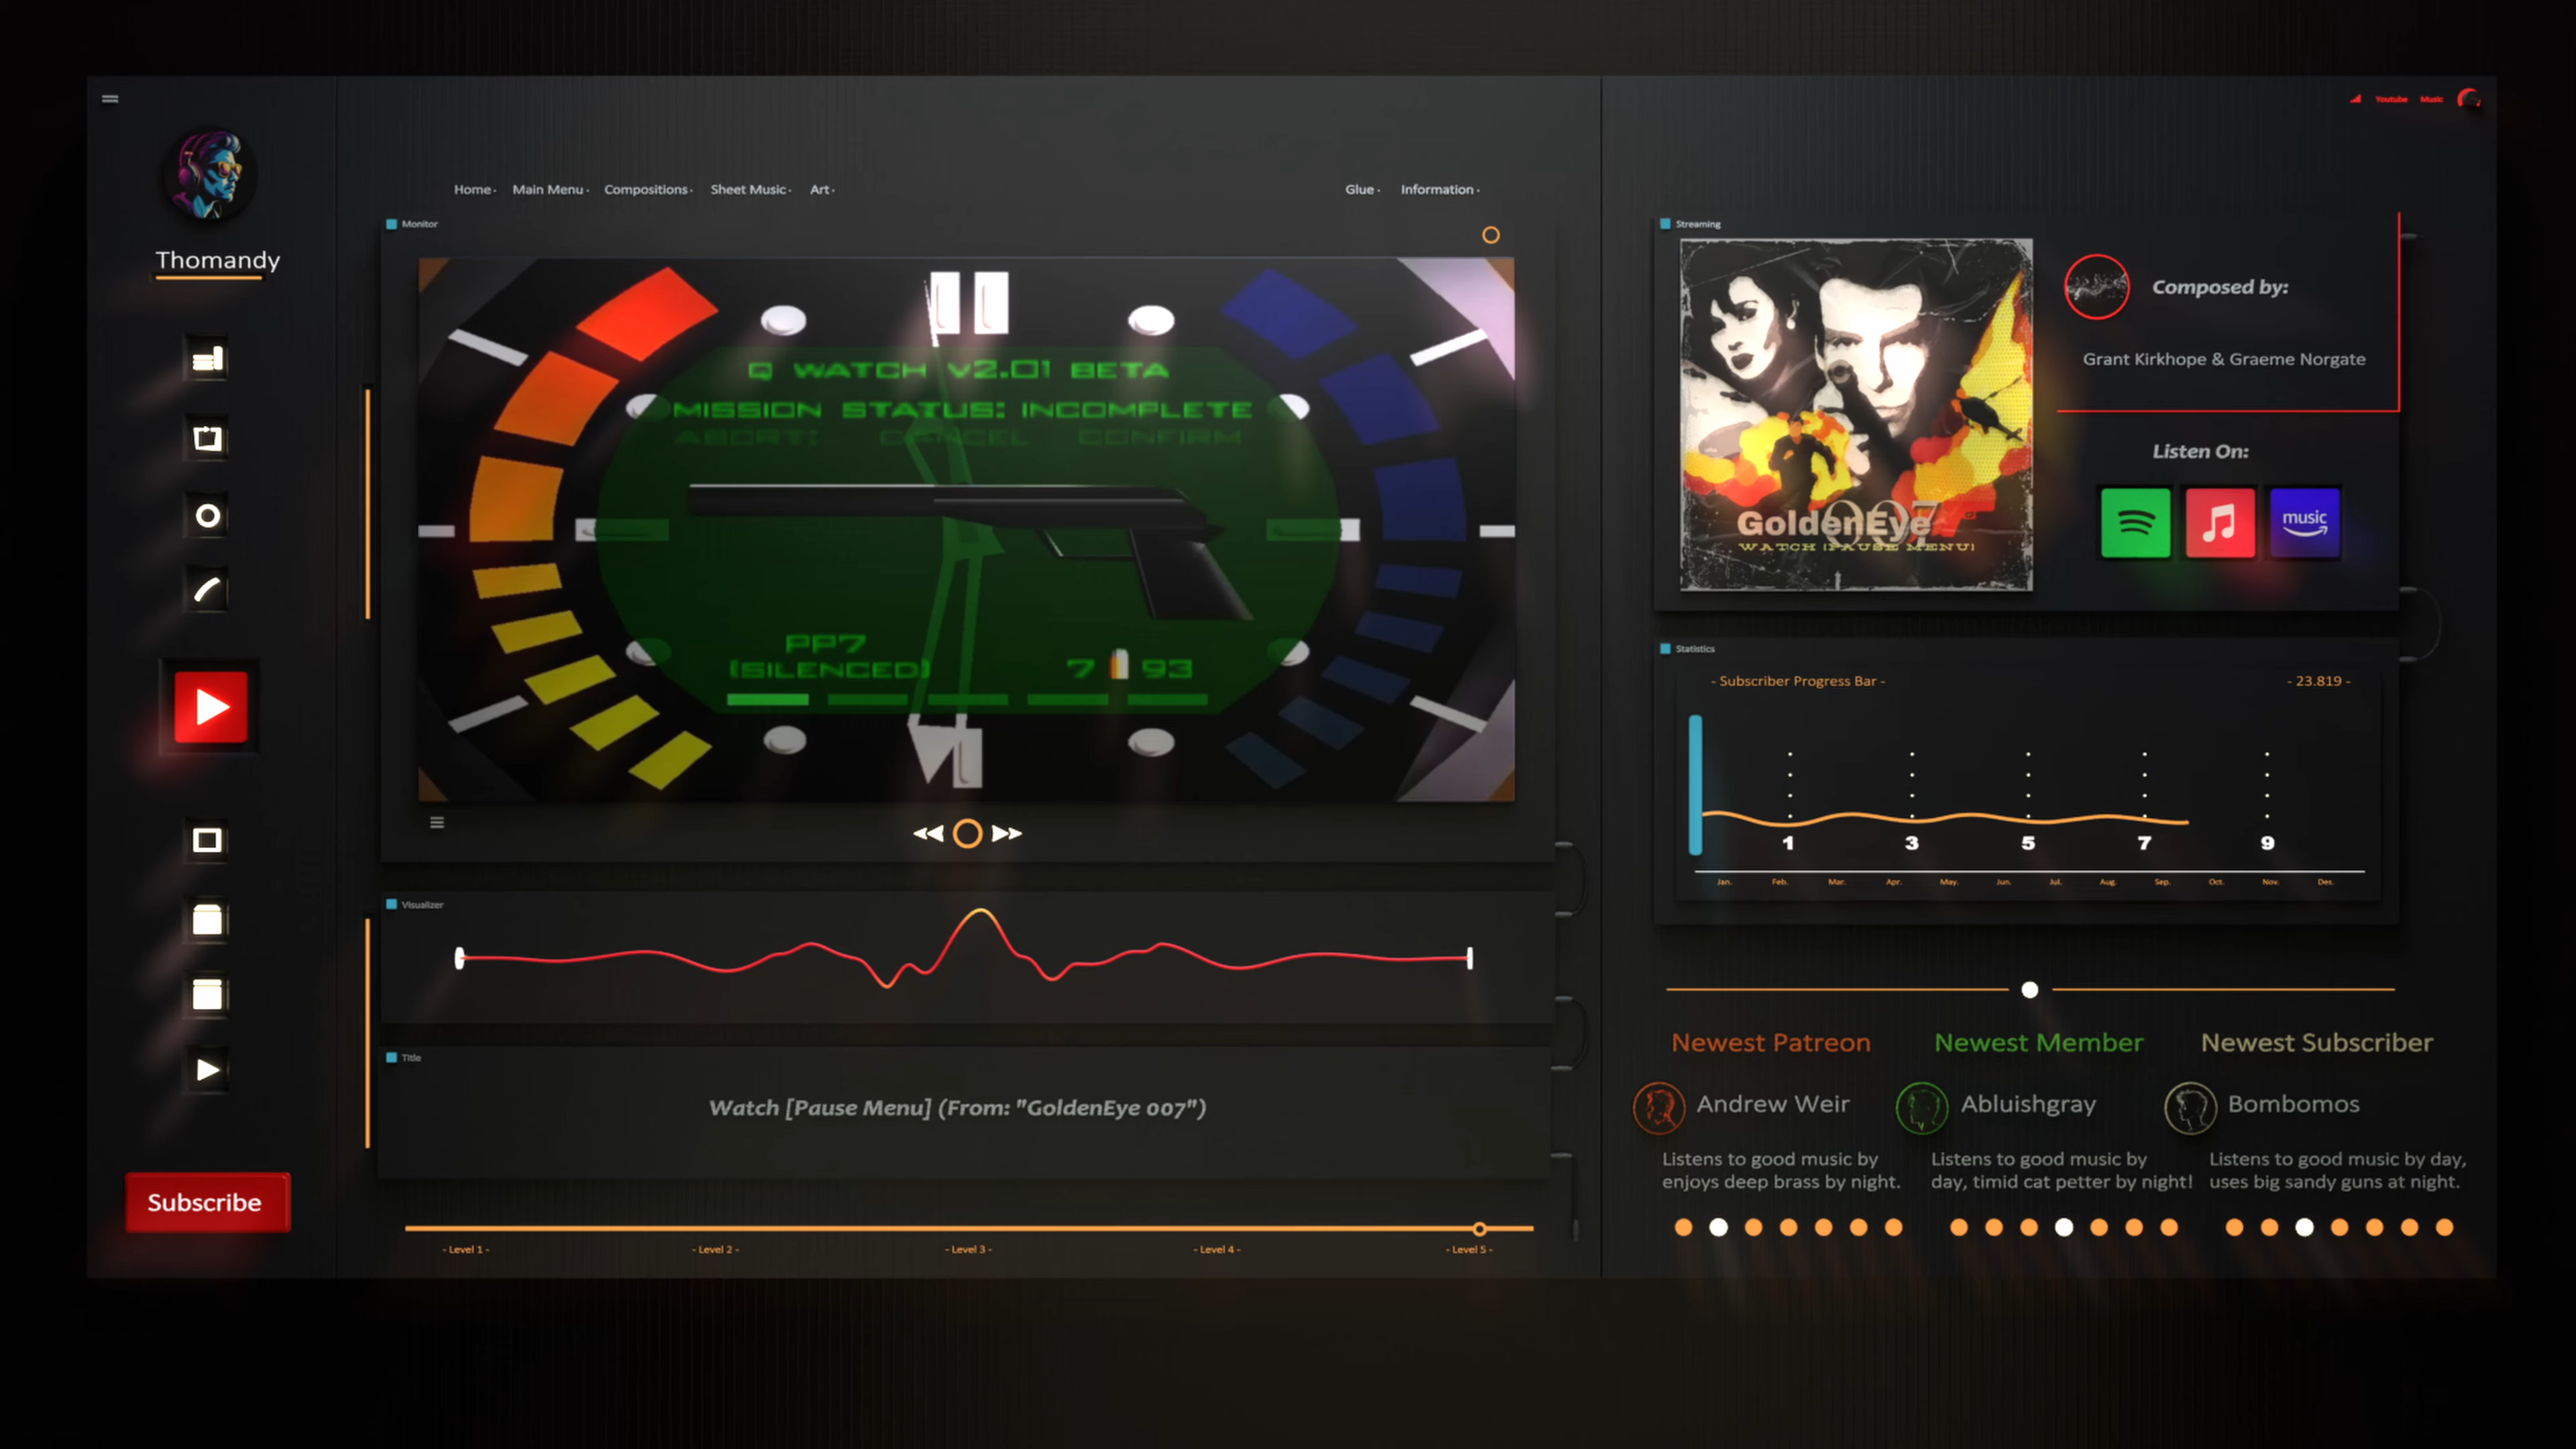 Youtube Music
Thomandy
Home· Main Menu· Compositions· Sheet Music· Art·
Glue· Information·
Monitor
Q WATCH v2.01 BETA
MISSION STATUS: INCOMPLETE
ABORT: CANCEL CONFIRM
PP7
(SILENCED)
7 93
Visualizer
Title
Watch [Pause Menu] (From: "GoldenEye 007")
- Level 1 - - Level 2 - - Level 3 - - Level 4 - - Level 5 -
Subscribe
Streaming
GoldenEye
007
WATCH (PAUSE MENU)
Composed by:
Grant Kirkhope & Graeme Norgate
Listen On:
music
Statistics
- Subscriber Progress Bar - - 23.819 -
1 3 5 7 9
Jan. Feb. Mar. Apr. May. Jun. Jul. Aug. Sep. Oct. Nov. Des.
Newest Patreon
Andrew Weir
Listens to good music by
enjoys deep brass by night.
Newest Member
Abluishgray
Listens to good music by
day, timid cat petter by night!
Newest Subscriber
Bombomos
Listens to good music by day,
uses big sandy guns at night.